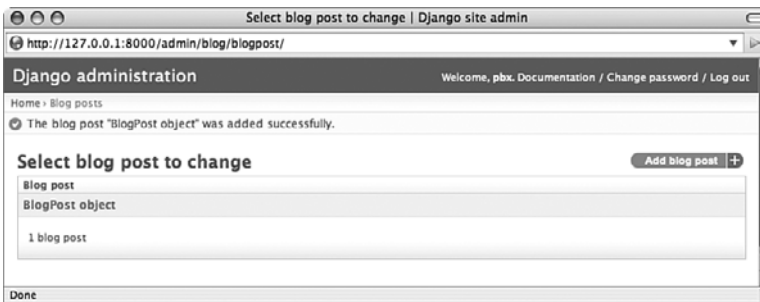 Select blog post to change | Django site admin
http://127.0.0.1:8000/admin/blog/blogpost/
Django administration
Welcome, pbx. Documentation / Change password / Log out
Home › Blog posts
The blog post "BlogPost object" was added successfully.
Select blog post to change
Add blog post +
Blog post
BlogPost object
1 blog post
Done